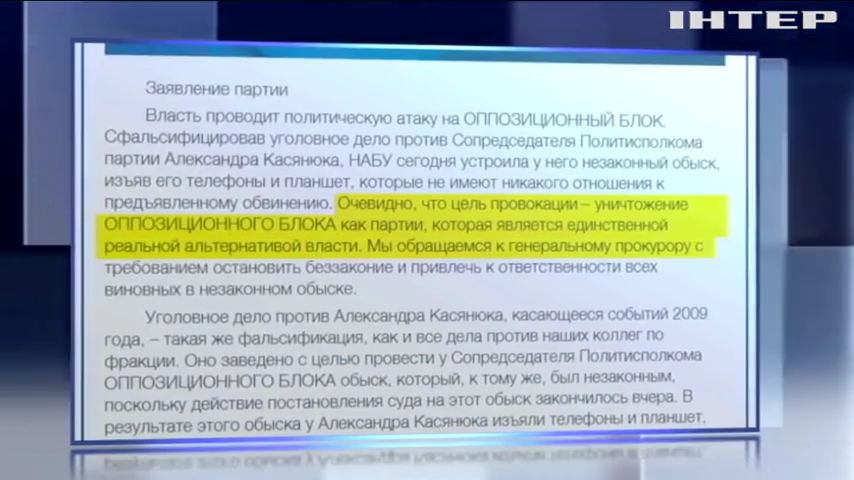 ІНТЕР
Заявление партии
Власть проводит политическую атаку на ОППОЗИЦИОННЫЙ БЛОК.
Сфальсифицировав уголовное дело против Сопредседателя Политисполкома
партии Александра Касянюка, НАБУ сегодня устроила у него незаконный обыск,
изъяв его телефоны и планшет, которые не имеют никакого отношения к
предъявленному обвинению. Очевидно, что цель провокации – уничтожение
ОППОЗИЦИОННОГО БЛОКА как партии, которая является единственной
реальной альтернативой власти. Мы обращаемся к генеральному прокурору с
требованием остановить беззаконие и привлечь к ответственности всех
виновных в незаконном обыске.
Уголовное дело против Александра Касянюка, касающееся событий 2009
года, – такая же фальсификация, как и все дела против наших коллег по
фракции. Оно заведено с целью провести у Сопредседателя Политисполкома
ОППОЗИЦИОННОГО БЛОКА обыск, который, к тому же, был незаконным,
поскольку действие постановления суда на этот обыск закончилось вчера. В
результате этого обыска у Александра Касянюка изъяли телефоны и планшет,